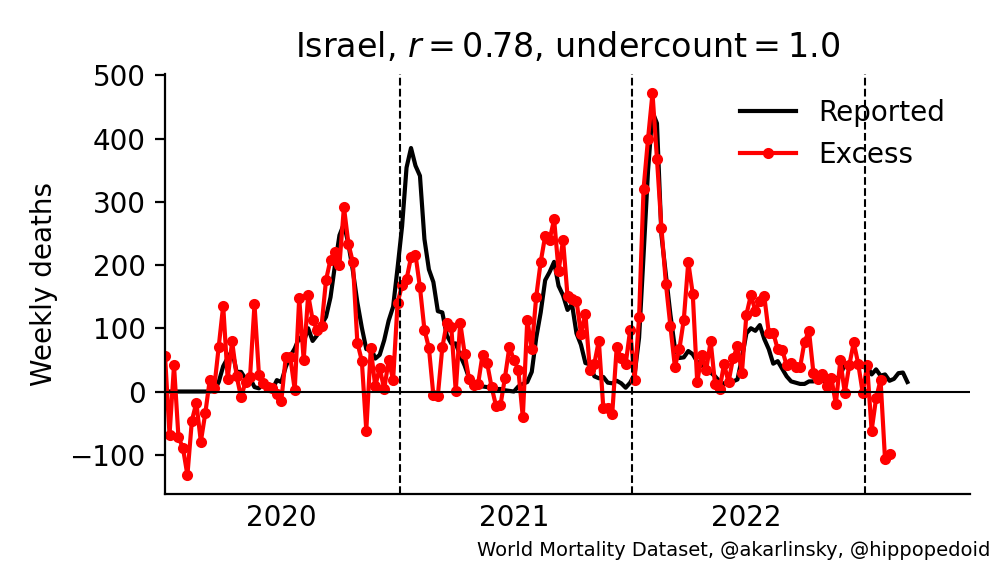 Israel, r = 0.78, undercount = 1.0
500
400
300
200
100
0
−100
Weekly deaths
Reported
Excess
2020
2021
2022
World Mortality Dataset, @akarlinsky, @hippopedoid